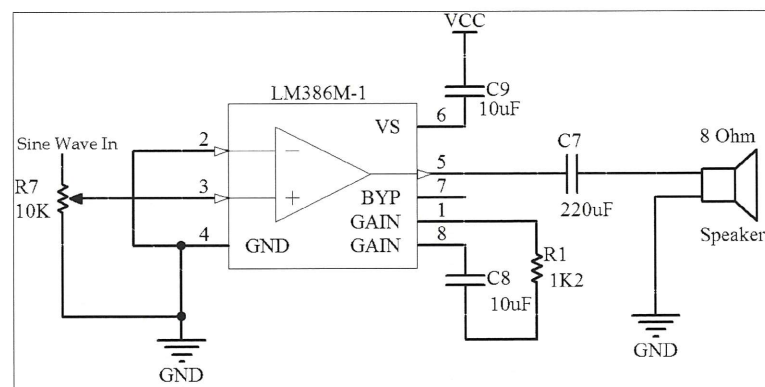 VCC
LM386M-1
C9
10uF
6
VS
Sine Wave In
2
C7
8 Ohm
5
R7
10K
3
7
BYP
220uF
1
GAIN
4
GND
GAIN
8
Speaker
C8
10uF
R1
1K2
GND
GND